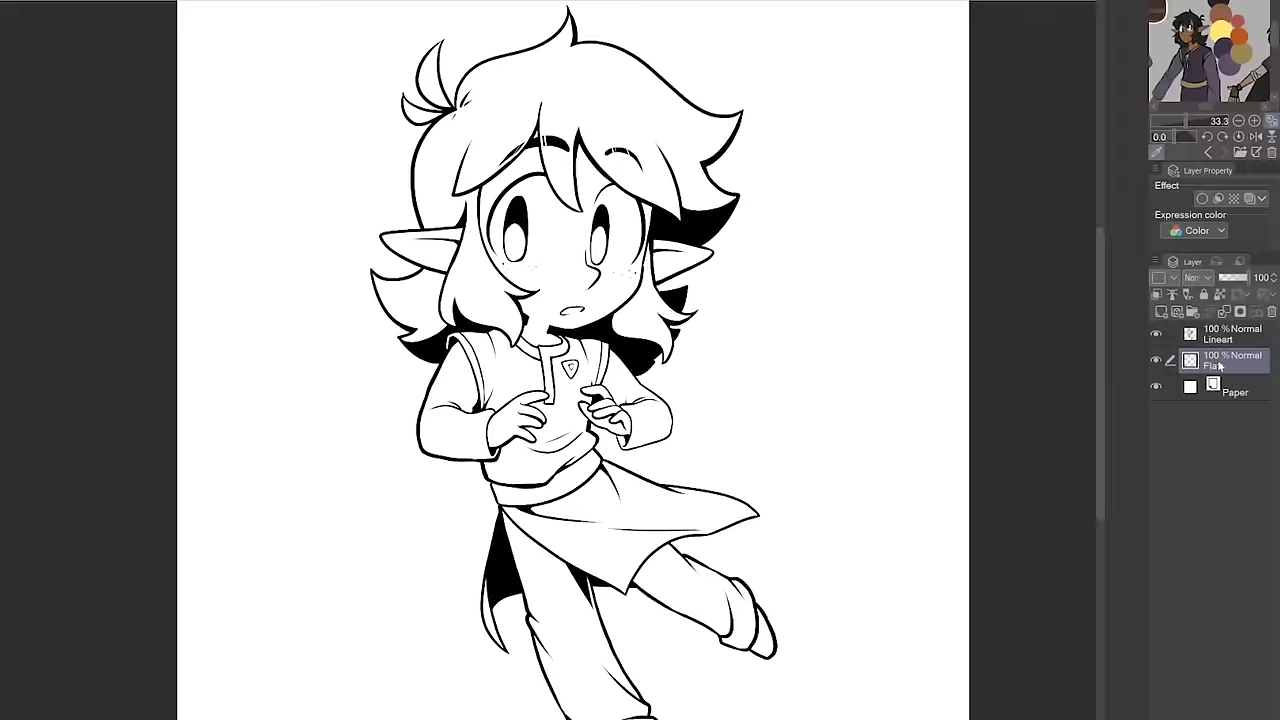 33.3
0.0
Layer Property
Effect
Expression color
Color
Layer
100
100 %Normal
Lineart
100 %Normal
Paper